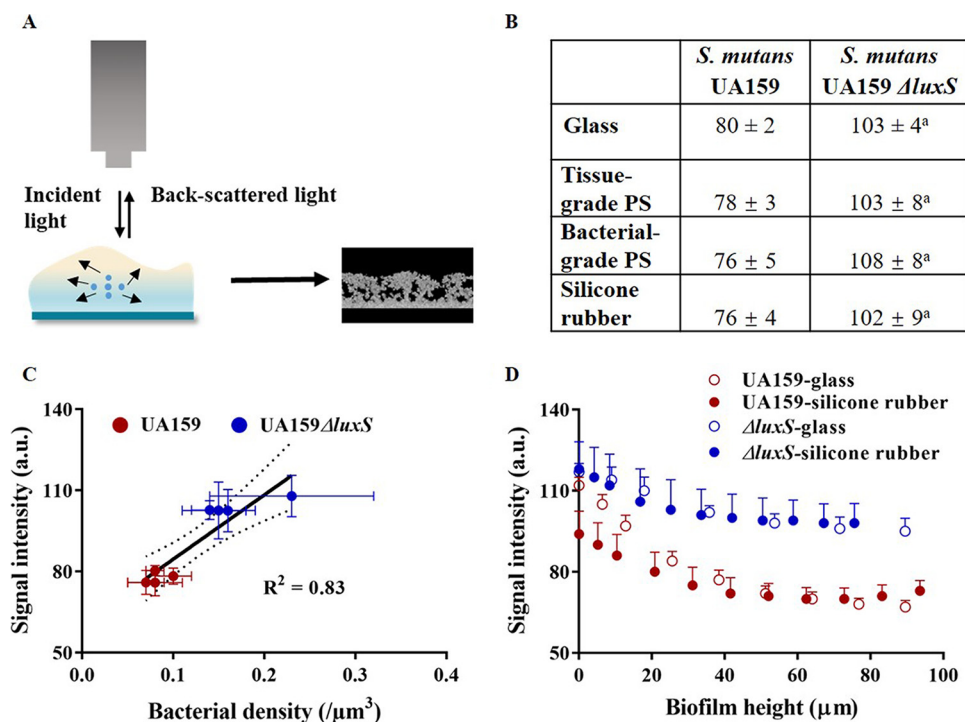 A
Incident
light
Back-scattered light
B
S. mutans
UA159
S. mutans
UA159 ΔluxS
Glass
80 ± 2
103 ± 4ᵃ
Tissue-
grade PS
78 ± 3
103 ± 8ᵃ
Bacterial-
grade PS
76 ± 5
108 ± 8ᵃ
Silicone
rubber
76 ± 4
102 ± 9ᵃ
C
UA159
UA159ΔluxS
Signal intensity (a.u.)
140
110
80
50
R² = 0.83
0.0
0.1
0.2
0.3
0.4
Bacterial density (/μm³)
D
UA159-glass
UA159-silicone rubber
ΔluxS-glass
ΔluxS-silicone rubber
Signal intensity (a.u.)
140
110
80
50
0
20
40
60
80
100
Biofilm height (μm)